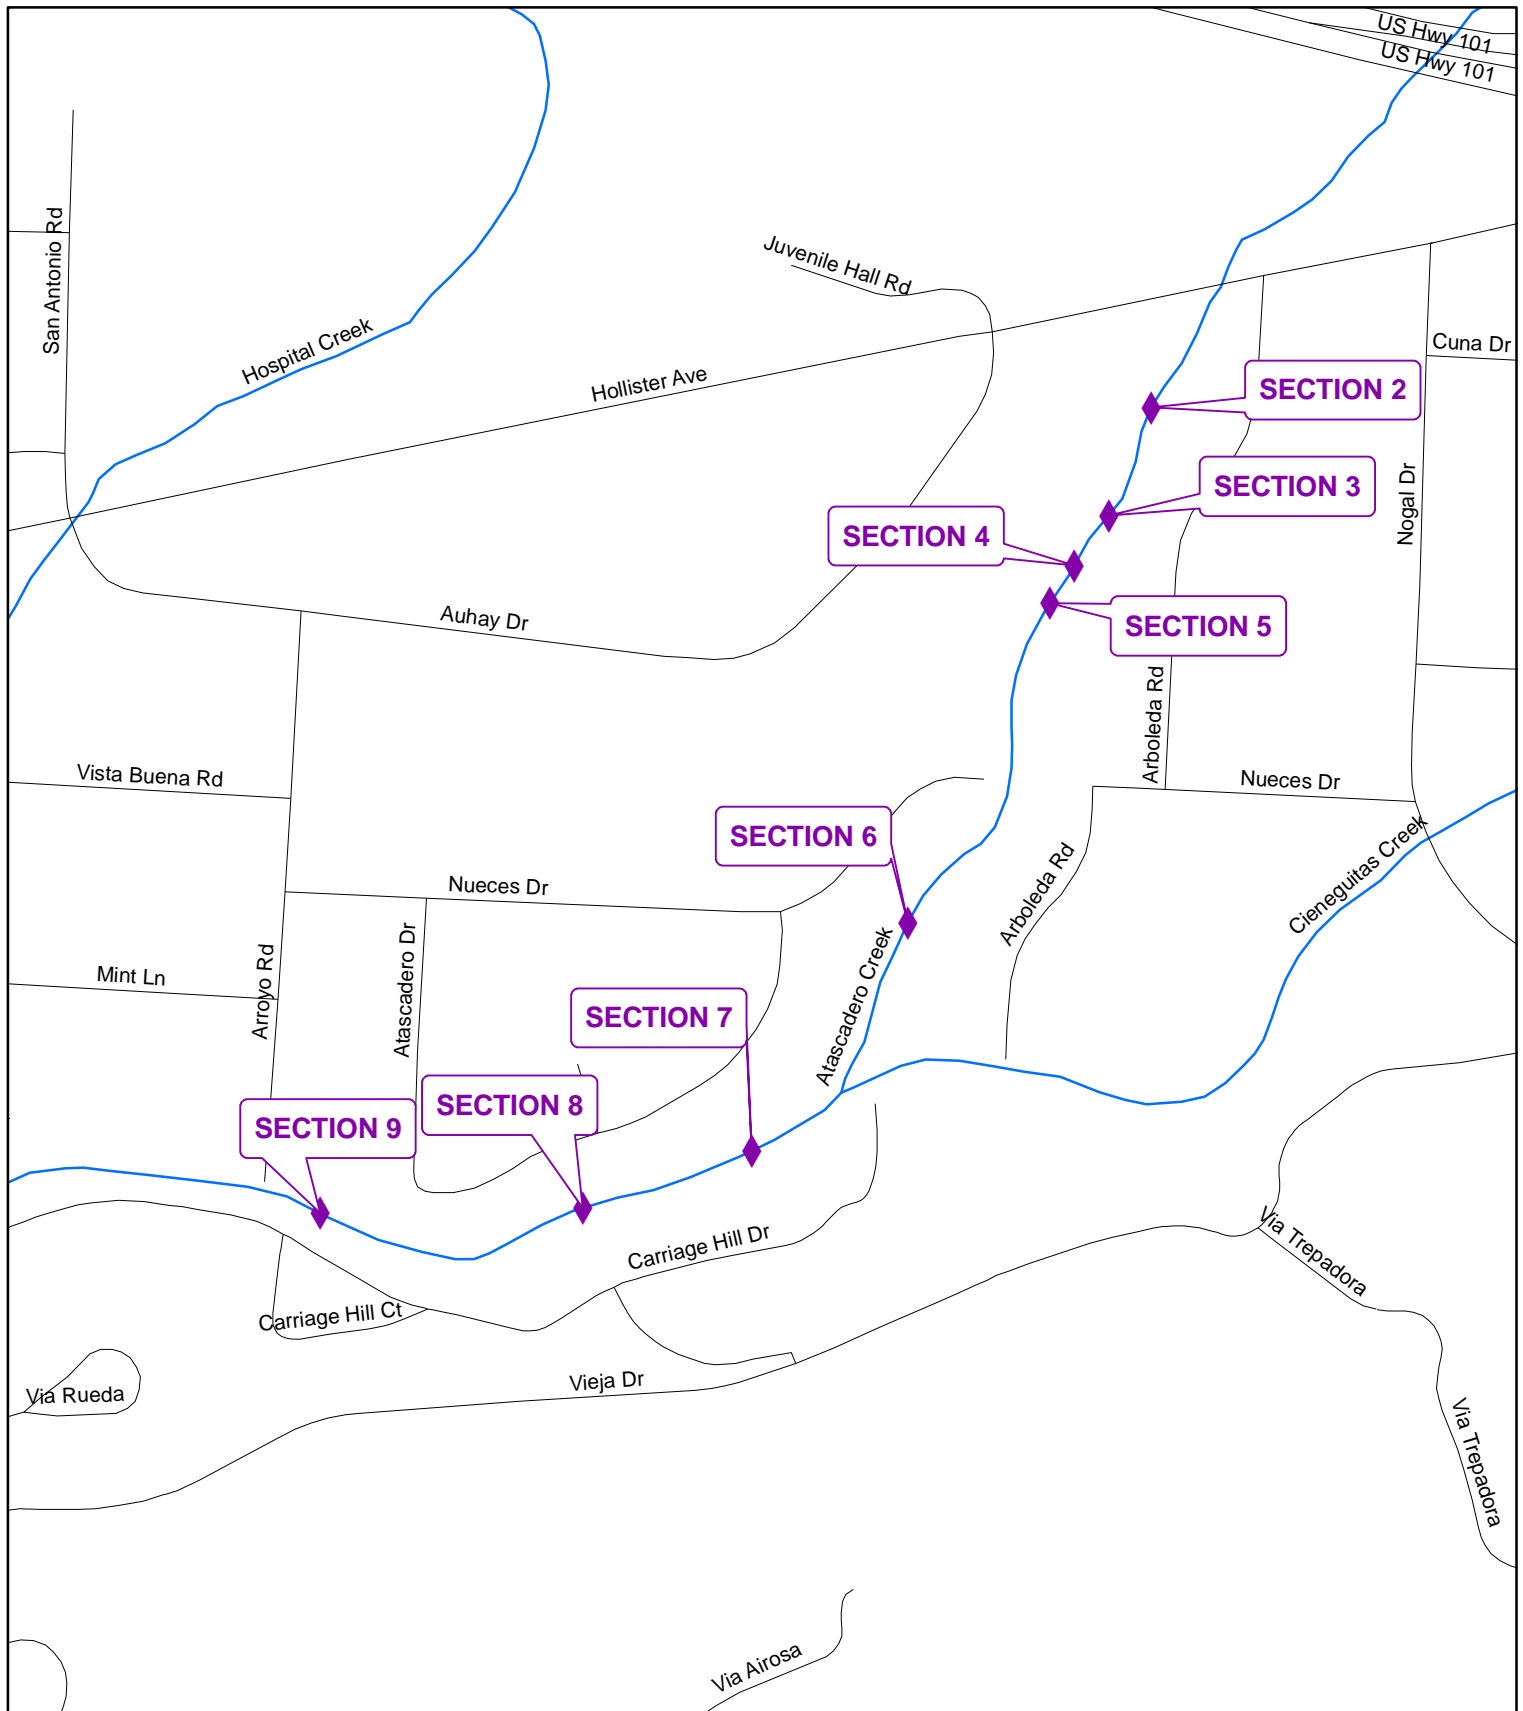 US Hwy 101
US Hwy 101
San Antonio Rd
Juvenile Hall Rd
Hospital Creek
Cuna Dr
Hollister Ave
SECTION 2
SECTION 3
Nogal Dr
SECTION 4
Auhay Dr
SECTION 5
Arboleda Rd
Vista Buena Rd
Nueces Dr
SECTION 6
Cieneguitas Creek
Nueces Dr
Arboleda Rd
Atascadero Dr
Arroyo Rd
Mint Ln
Atascadero Creek
SECTION 7
SECTION 8
SECTION 9
Carriage Hill Dr
Via Trepadora
Carriage Hill Ct
Vieja Dr
Via Rueda
Via Trepadora
Via Airosa